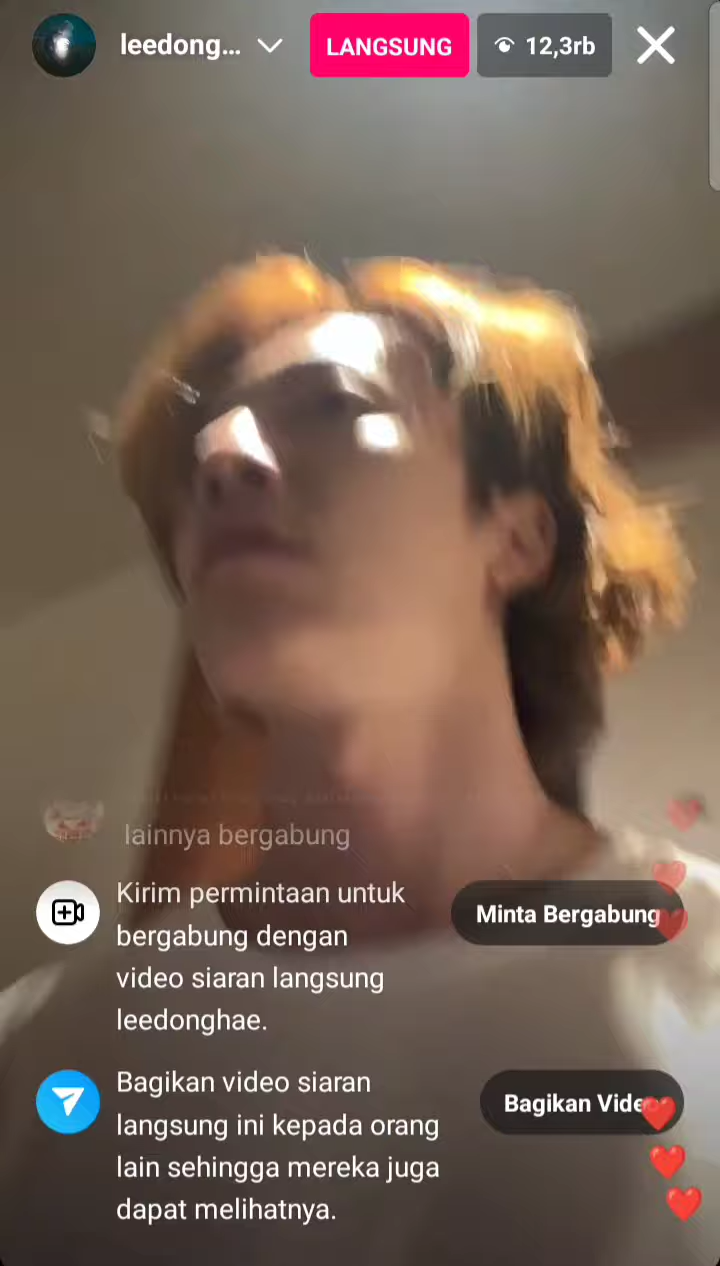 leedong...
LANGSUNG
12,3rb
lainnya bergabung
Kirim permintaan untuk
bergabung dengan
video siaran langsung
leedonghae.
Minta Bergabung
Bagikan video siaran
langsung ini kepada orang
lain sehingga mereka juga
dapat melihatnya.
Bagikan Video